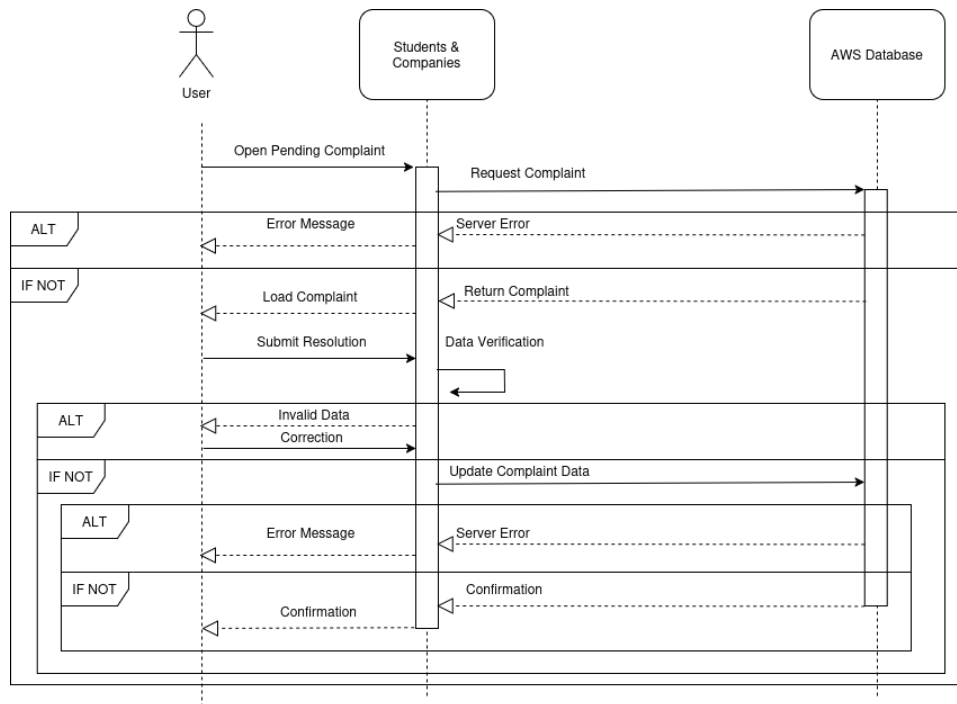 Students &
Companies
AWS Database
User
Open Pending Complaint
Request Complaint
ALT
Error Message
Server Error
IF NOT
Load Complaint
Return Complaint
Submit Resolution
Data Verification
ALT
Invalid Data
Correction
IF NOT
Update Complaint Data
ALT
Error Message
Server Error
IF NOT
Confirmation
Confirmation